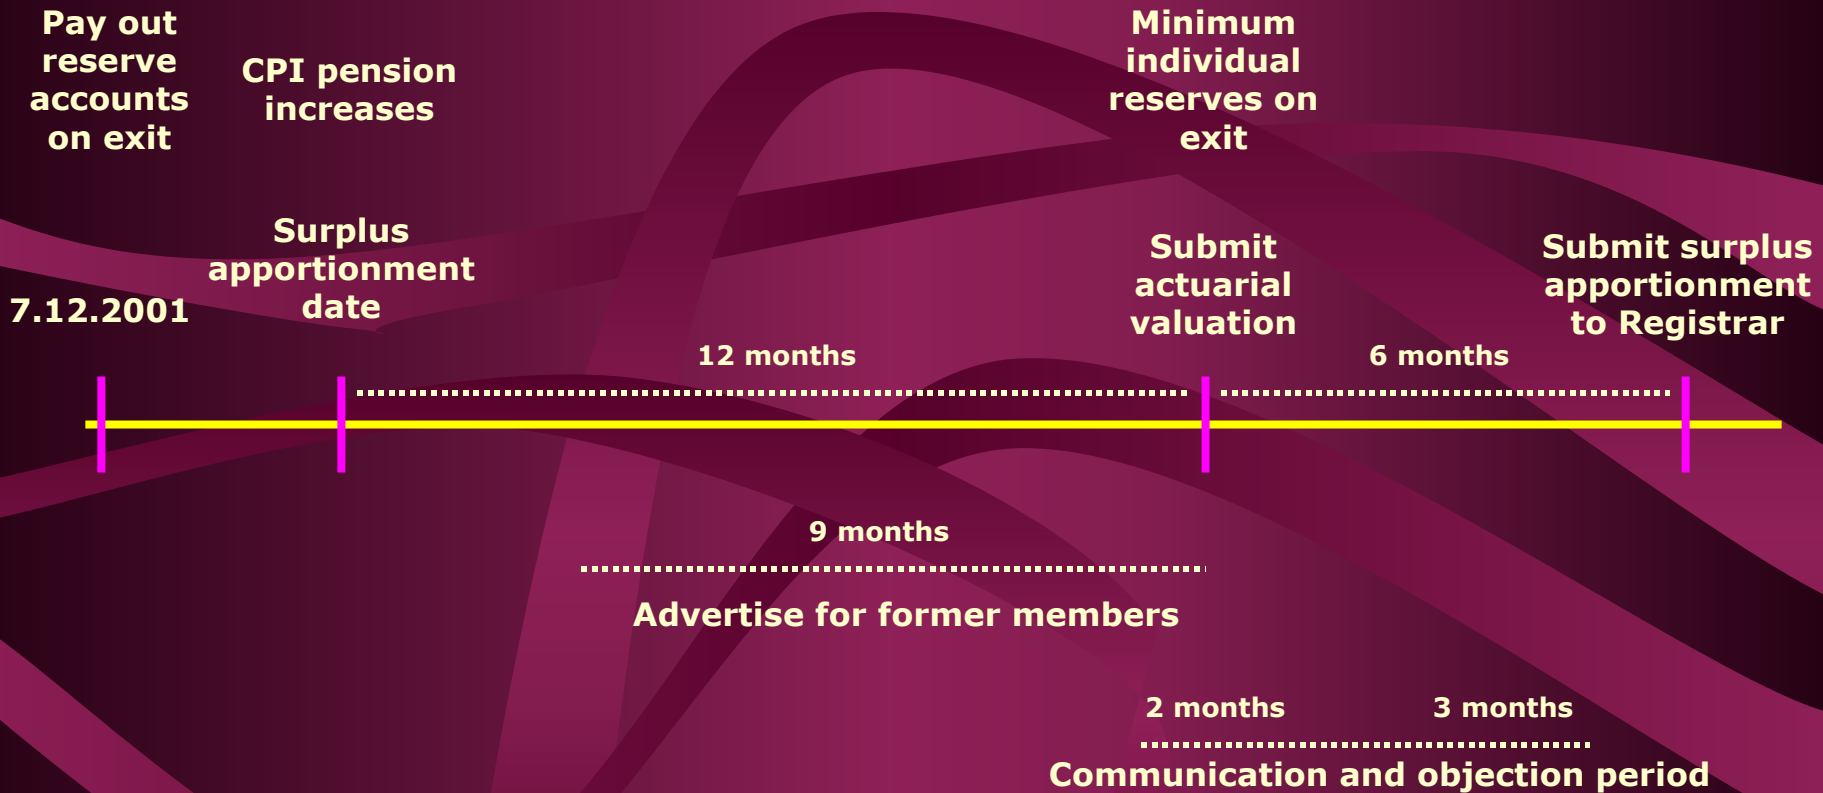 Pay out
reserve
accounts
on exit
CPI pension
increases
Minimum
individual
reserves on
exit
7.12.2001
Surplus
apportionment
date
Submit
actuarial
valuation
Submit surplus
apportionment
to Registrar
12 months
6 months
9 months
Advertise for former members
2 months
3 months
Communication and objection period